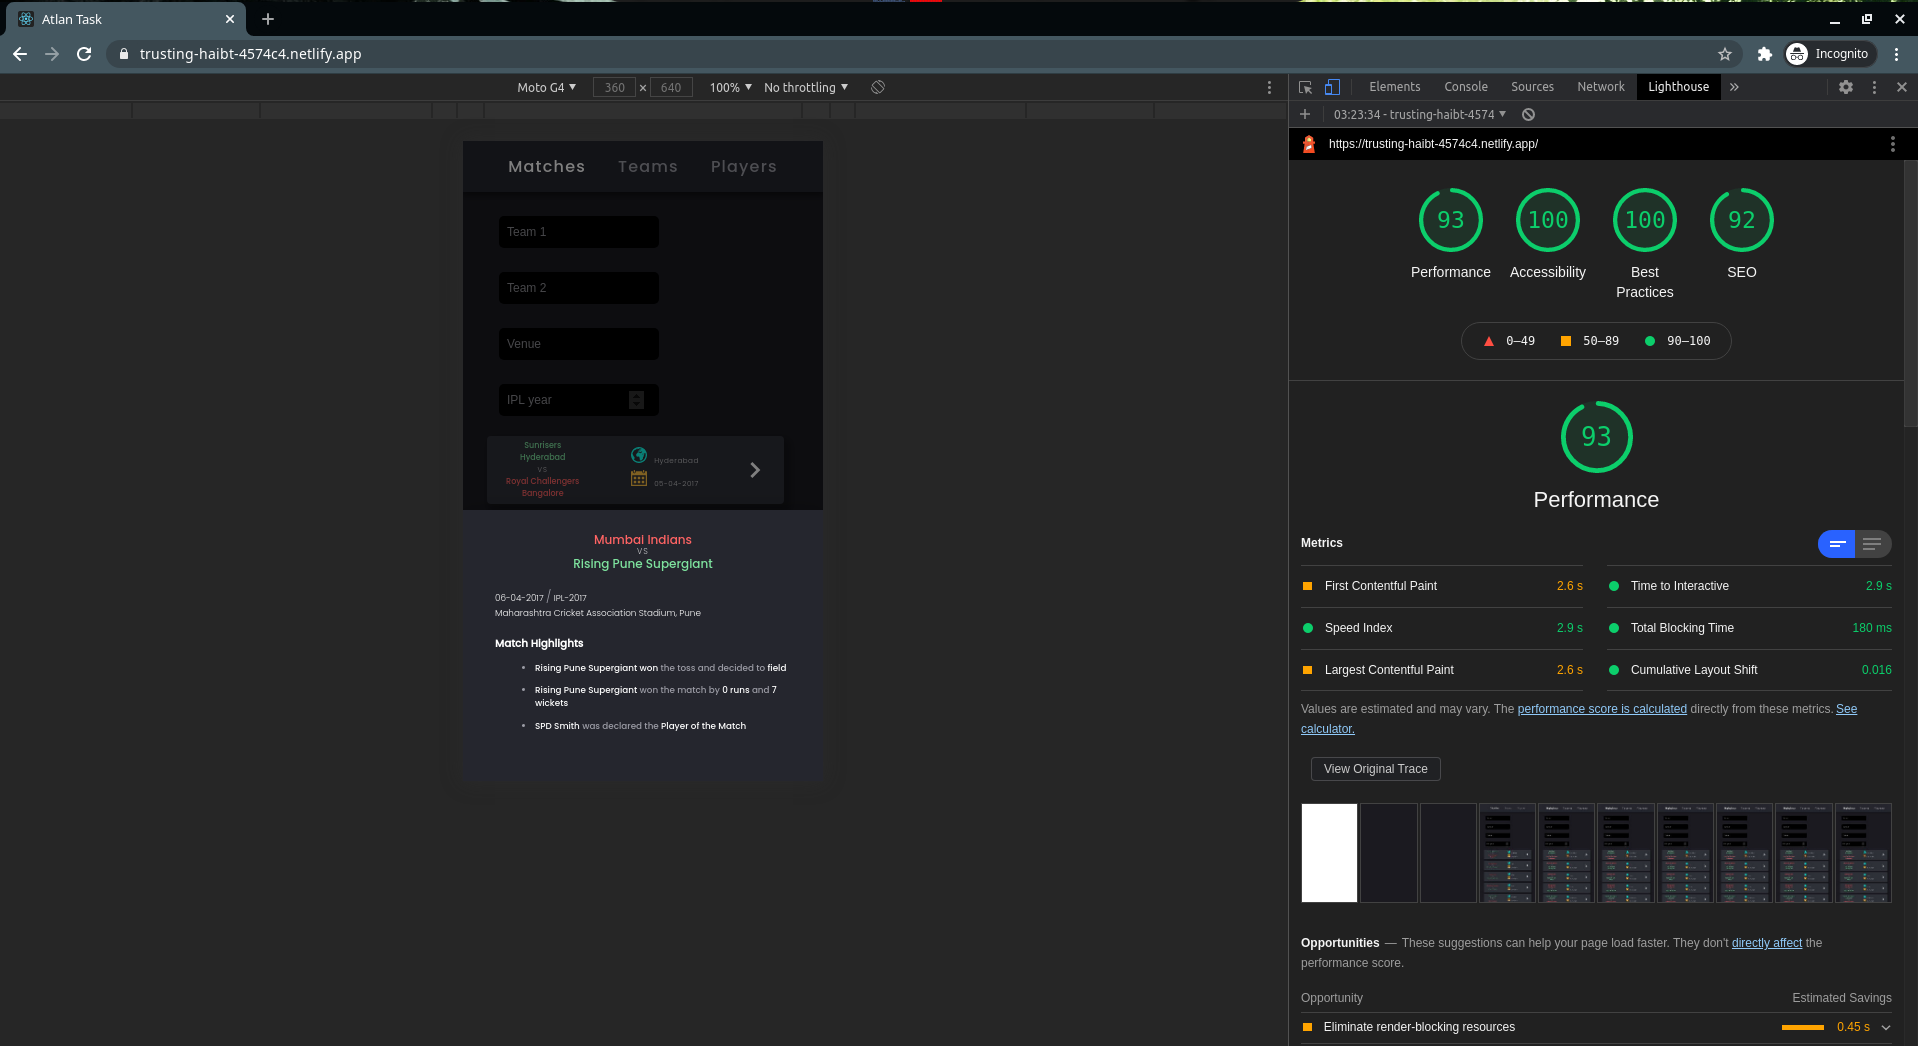 Atlan Task
trusting-haibt-4574c4.netlify.app
Incognito
Moto G4 360 × 640 100% No throttling
Elements Console Sources Network Lighthouse
03:23:34 - trusting-haibt-4574
https://trusting-haibt-4574c4.netlify.app/
Matches Teams Players
Team 1
Team 2
Venue
IPL year
Sunrisers
Hyderabad
vs
Royal Challengers
Bangalore
Hyderabad
05-04-2017
Mumbai Indians
vs
Rising Pune Supergiant
06-04-2017 / IPL-2017
Maharashtra Cricket Association Stadium, Pune
Match Highlights
• Rising Pune Supergiant won the toss and decided to field
• Rising Pune Supergiant won the match by 0 runs and 7
wickets
• SPD Smith was declared the Player of the Match
93 100 100 92
Performance Accessibility Best SEO
Practices
0–49 50–89 90–100
93
Performance
Metrics
First Contentful Paint 2.6 s Time to Interactive 2.9 s
Speed Index 2.9 s Total Blocking Time 180 ms
Largest Contentful Paint 2.6 s Cumulative Layout Shift 0.016
Values are estimated and may vary. The performance score is calculated directly from these metrics. See
calculator.
View Original Trace
Opportunities — These suggestions can help your page load faster. They don't directly affect the
performance score.
Opportunity Estimated Savings
Eliminate render-blocking resources 0.45 s